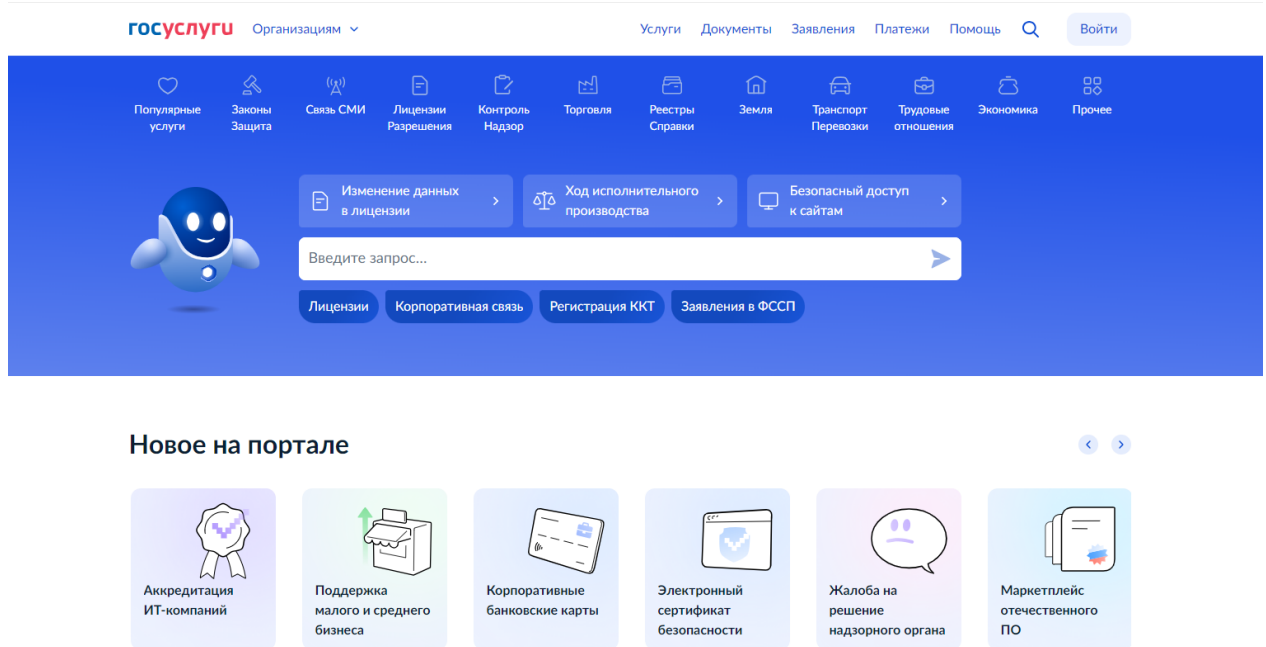 госуслуги Организациям Услуги Документы Заявления Платежи Помощь Войти
Популярные услуги
Законы Защита
Связь СМИ
Лицензии Разрешения
Контроль Надзор
Торговля
Реестры Справки
Земля
Транспорт Перевозки
Трудовые отношения
Экономика
Прочее
Изменение данных
в лицензии
Ход исполнительного
производства
Безопасный доступ
к сайтам
Введите запрос...
Лицензии Корпоративная связь Регистрация ККТ Заявления в ФССП
Новое на портале
Аккредитация
ИТ-компаний
Поддержка
малого и среднего
бизнеса
Корпоративные
банковские карты
Электронный
сертификат
безопасности
Жалоба на
решение
надзорного органа
Маркетплейс
отечественного
ПО